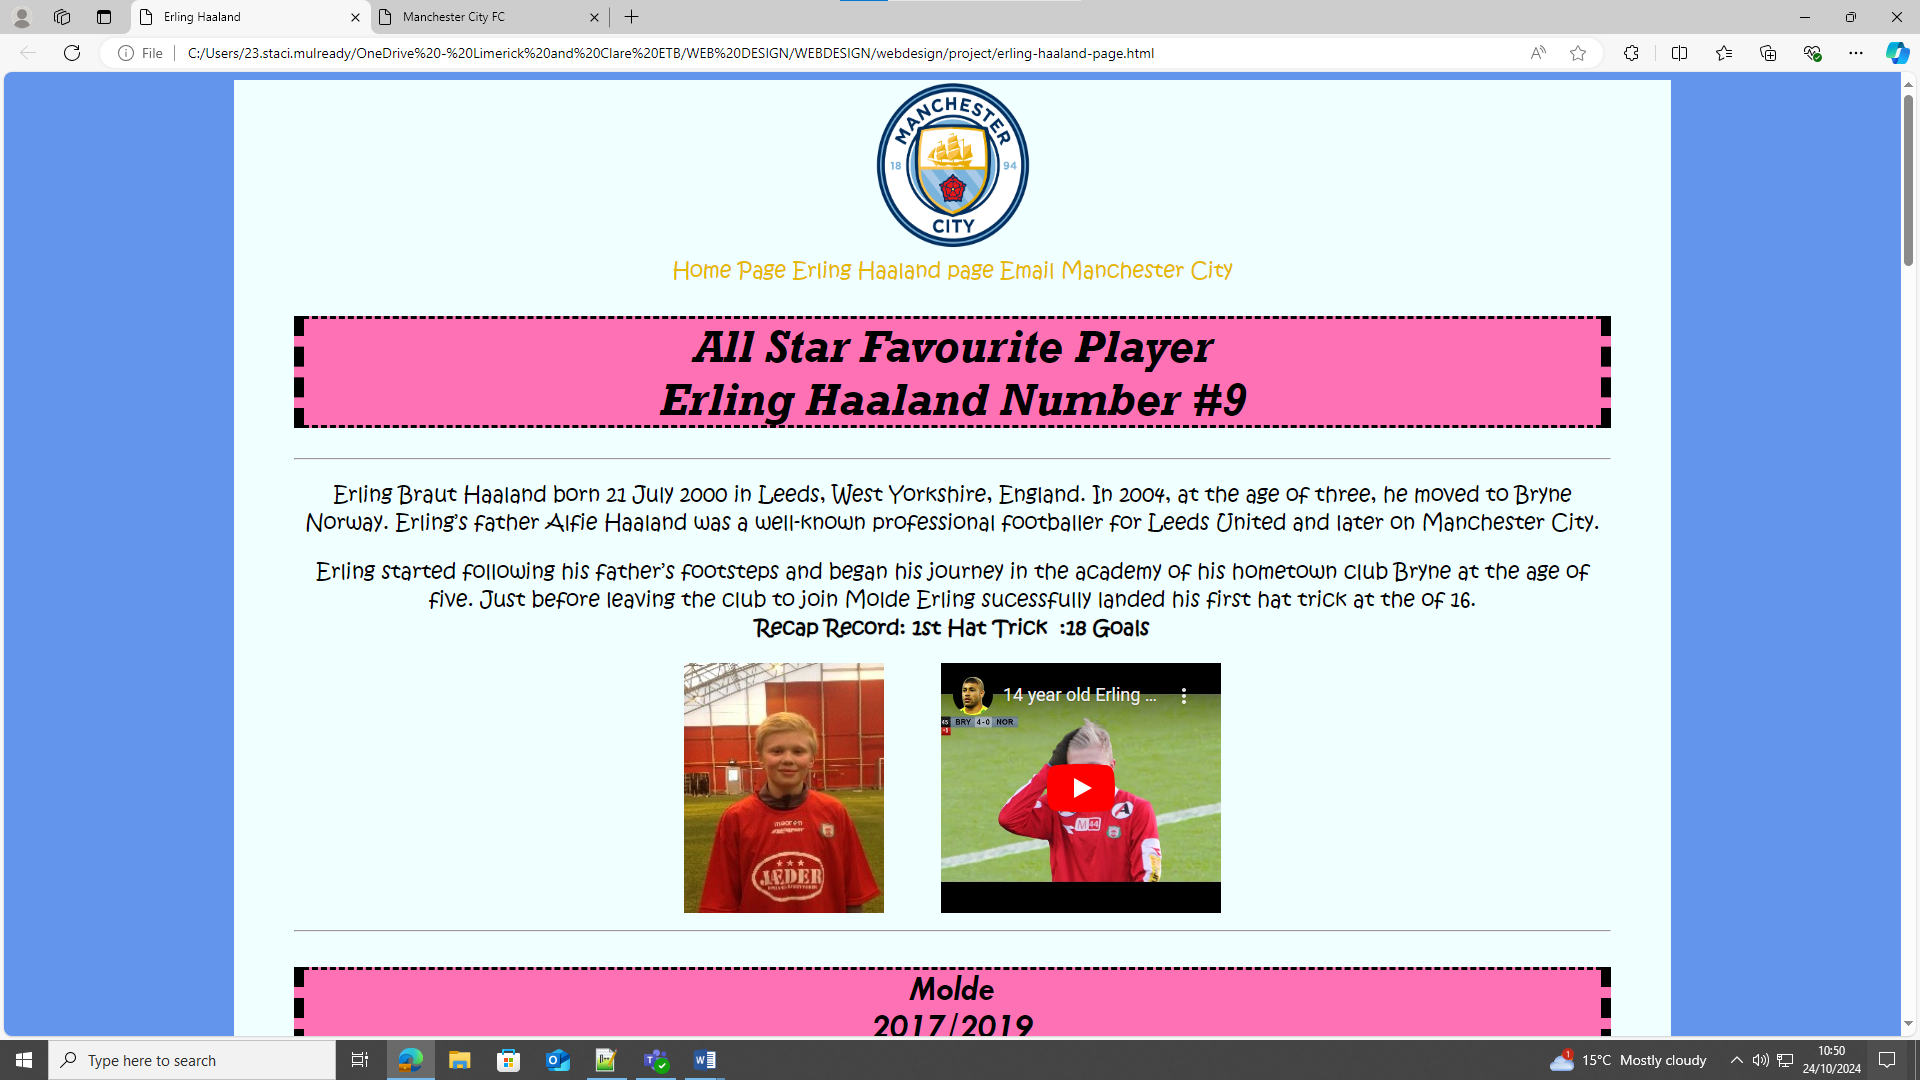 Erling Haaland
Manchester City FC
File
C:/Users/23.staci.mulready/OneDrive%20-%20Limerick%20and%20Clare%20ETB/WEB%20DESIGN/WEBDESIGN/webdesign/project/erling-haaland-page.html
MANCHESTER
18 94
CITY
Home Page Erling Haaland page Email Manchester City
All Star Favourite Player
Erling Haaland Number #9
Erling Braut Haaland born 21 July 2000 in Leeds, West Yorkshire, England. In 2004, at the age of three, he moved to Bryne
Norway. Erling's father Alfie Haaland was a well-known professional footballer for Leeds United and later on Manchester City.
Erling started following his father's footsteps and began his journey in the academy of his hometown club Bryne at the age of
five. Just before leaving the club to join Molde Erling sucessfully landed his first hat trick at the of 16.
Recap Record: 1st Hat Trick :18 Goals
14 year old Erling ...
45 BRY 4-0 NOR
JÆDER
Molde
2017/2019
Type here to search
1
15°C Mostly cloudy
10:50
24/10/2024